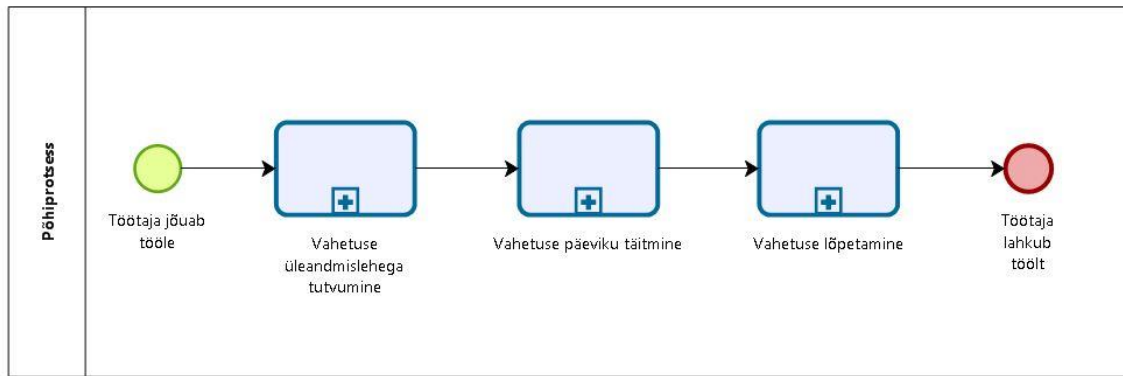 Põhiprotsess
Töötaja jõuab
tööle
Vahetuse
üleandmislehega
tutvumine
Vahetuse päeviku täitmine
Vahetuse lõpetamine
Töötaja
lahkub
töölt